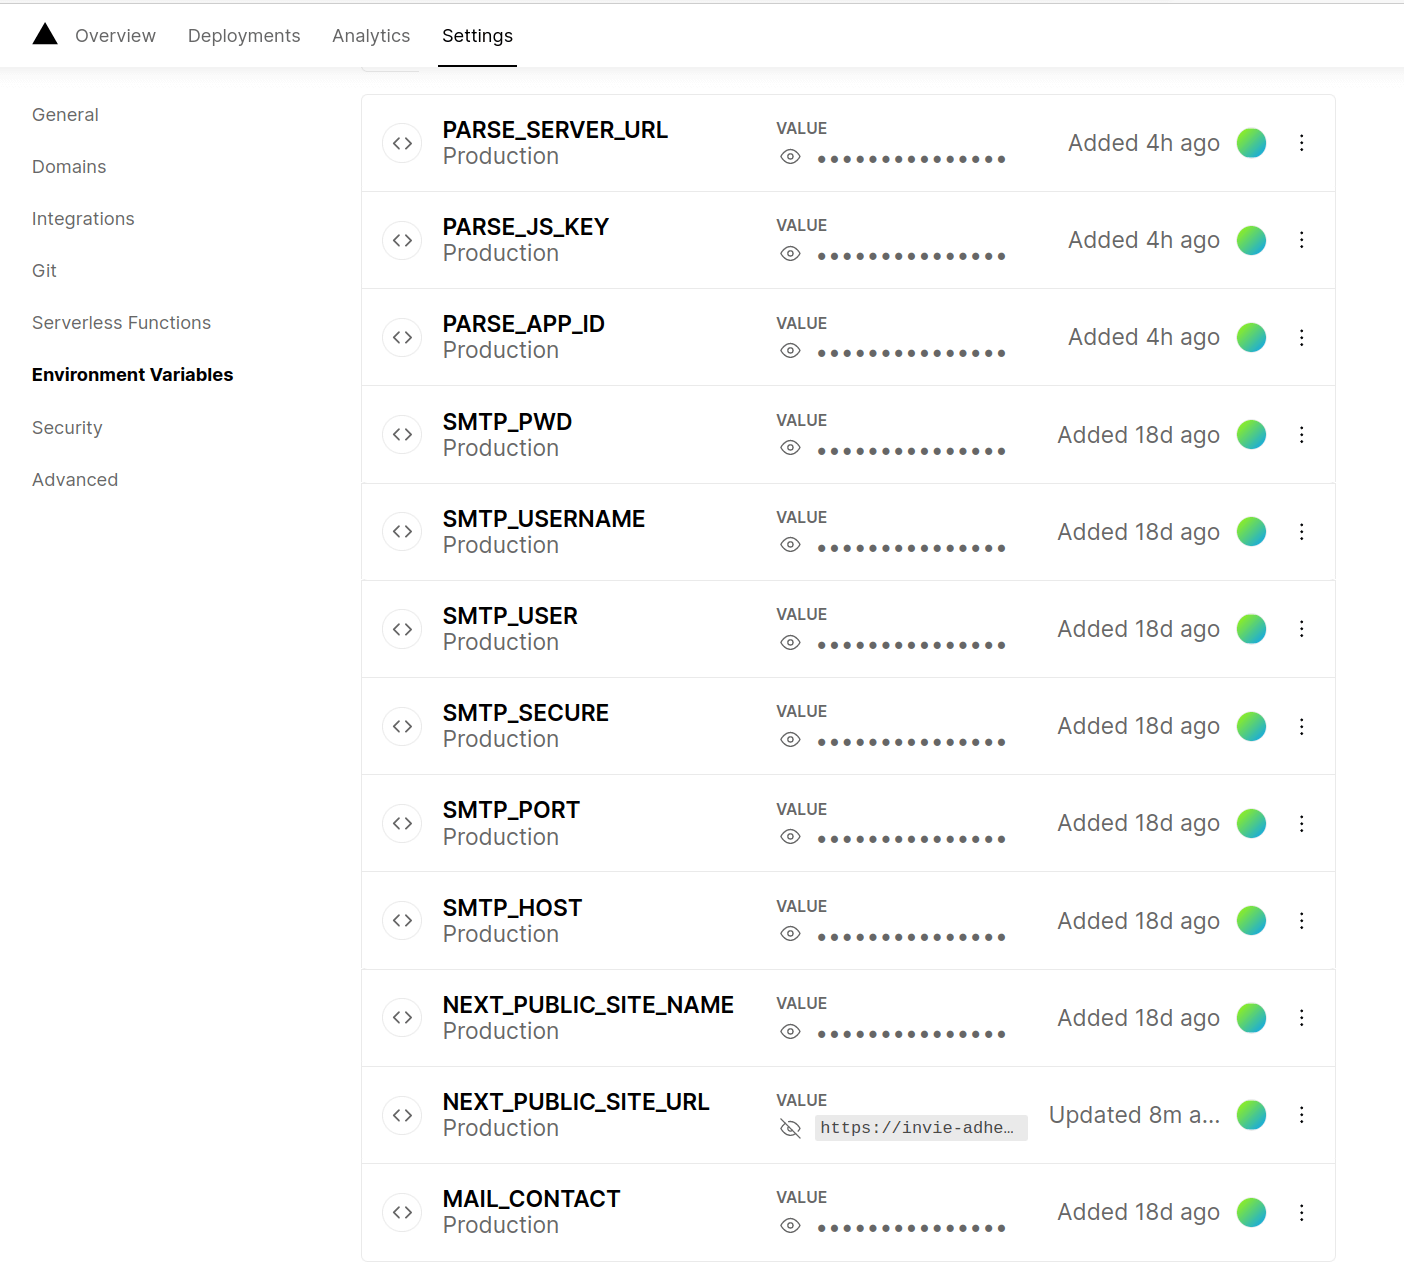 Overview Deployments Analytics Settings
General
Domains
Integrations
Git
Serverless Functions
Environment Variables
Security
Advanced
PARSE_SERVER_URL
Production
VALUE
•••••••••••••••
Added 4h ago
PARSE_JS_KEY
Production
VALUE
•••••••••••••••
Added 4h ago
PARSE_APP_ID
Production
VALUE
•••••••••••••••
Added 4h ago
SMTP_PWD
Production
VALUE
•••••••••••••••
Added 18d ago
SMTP_USERNAME
Production
VALUE
•••••••••••••••
Added 18d ago
SMTP_USER
Production
VALUE
•••••••••••••••
Added 18d ago
SMTP_SECURE
Production
VALUE
•••••••••••••••
Added 18d ago
SMTP_PORT
Production
VALUE
•••••••••••••••
Added 18d ago
SMTP_HOST
Production
VALUE
•••••••••••••••
Added 18d ago
NEXT_PUBLIC_SITE_NAME
Production
VALUE
•••••••••••••••
Added 18d ago
NEXT_PUBLIC_SITE_URL
Production
VALUE
https://invie-adhe…
Updated 8m a...
MAIL_CONTACT
Production
VALUE
•••••••••••••••
Added 18d ago